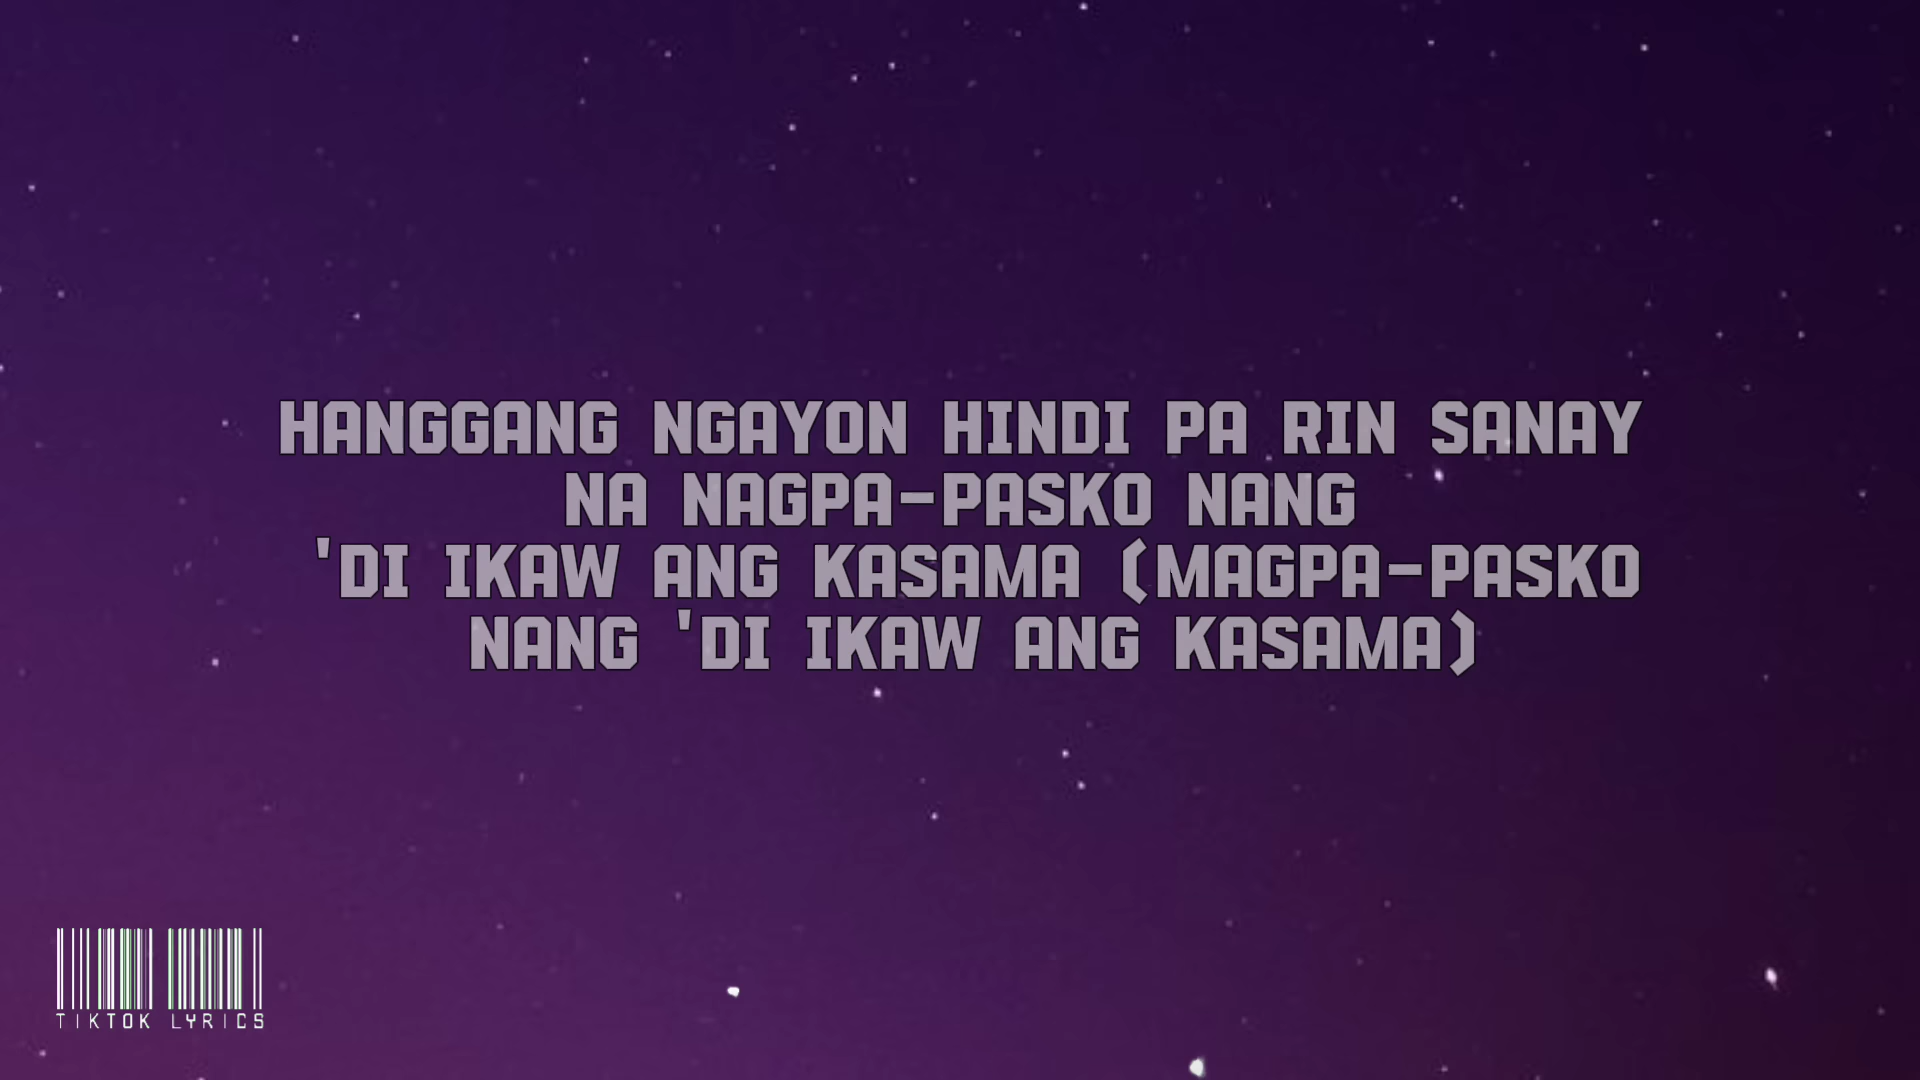 HANGGANG NGAYON HINDI PA RIN SANAY
NA NAGPA-PASKO NANG
'DI IKAW ANG KASAMA (MAGPA-PASKO
NANG 'DI IKAW ANG KASAMA)
TIKTOK LYRICS